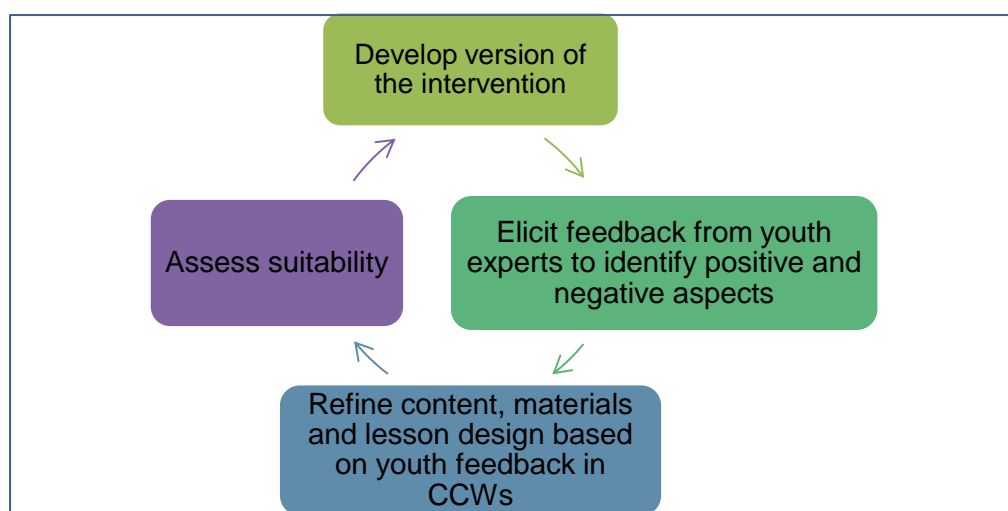 Develop version of
the intervention
Elicit feedback from youth
experts to identify positive and
negative aspects
Assess suitability
Refine content, materials
and lesson design based
on youth feedback in
CCWs